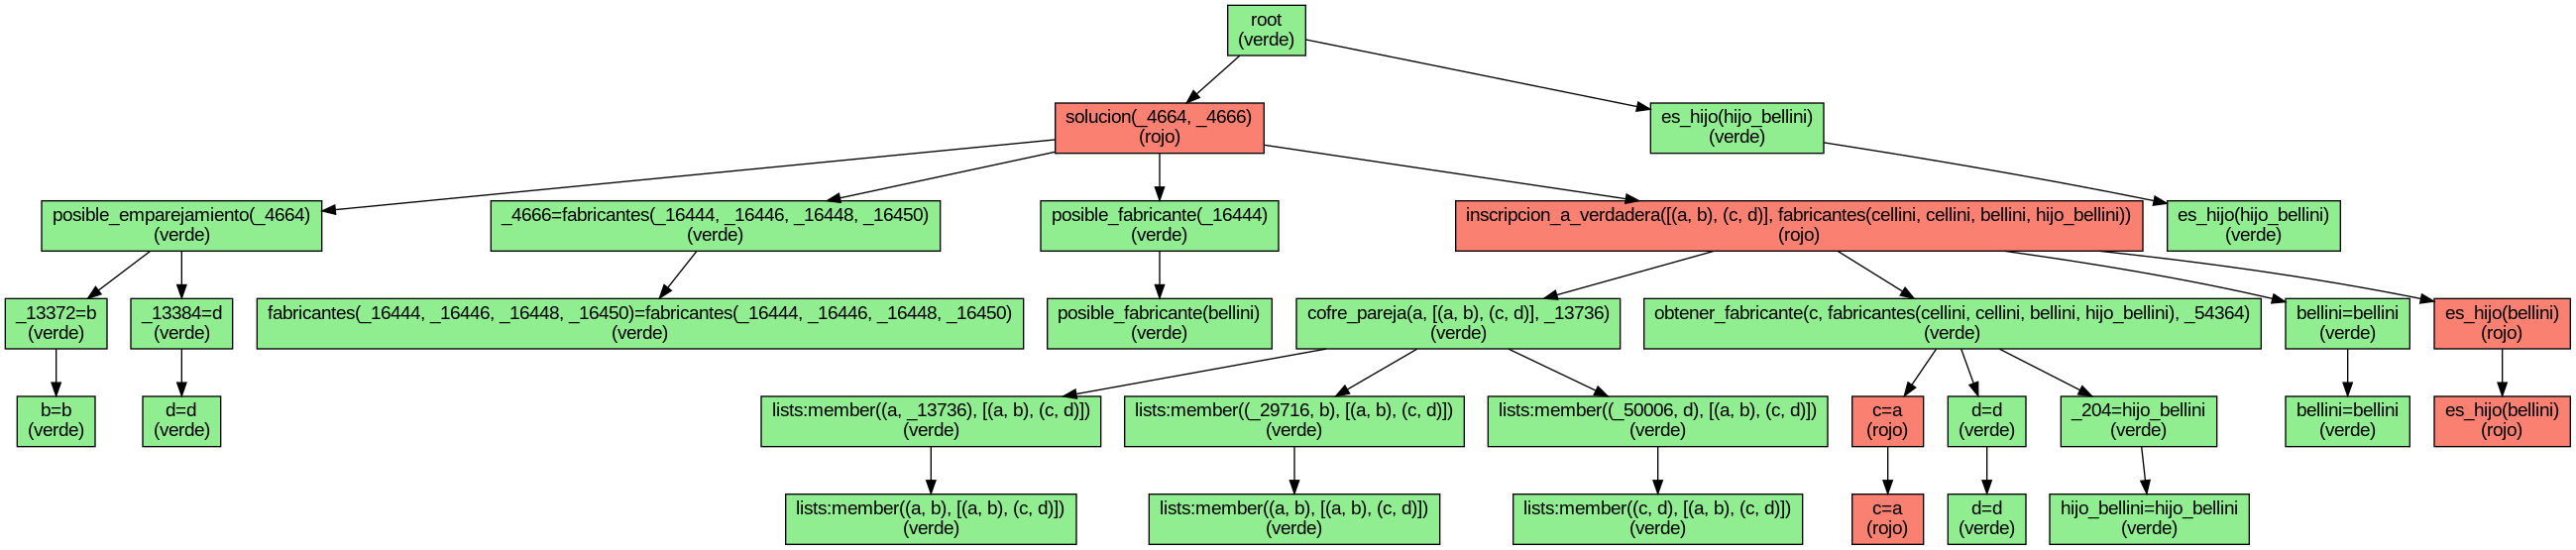 root
(verde)
solucion(_4664, _4666)
(rojo)
es_hijo(hijo_bellini)
(verde)
posible_emparejamiento(_4664)
(verde)
_4666=fabricantes(_16444, _16446, _16448, _16450)
(verde)
posible_fabricante(_16444)
(verde)
inscripcion_a_verdadera([(a, b), (c, d)], fabricantes(cellini, cellini, bellini, hijo_bellini))
(rojo)
es_hijo(hijo_bellini)
(verde)
_13372=b
(verde)
_13384=d
(verde)
fabricantes(_16444, _16446, _16448, _16450)=fabricantes(_16444, _16446, _16448, _16450)
(verde)
posible_fabricante(bellini)
(verde)
cofre_pareja(a, [(a, b), (c, d)], _13736)
(verde)
obtener_fabricante(c, fabricantes(cellini, cellini, bellini, hijo_bellini), _54364)
(verde)
bellini=bellini
(verde)
es_hijo(bellini)
(rojo)
b=b
(verde)
d=d
(verde)
lists:member((a, _13736), [(a, b), (c, d)])
(verde)
lists:member((_29716, b), [(a, b), (c, d)])
(verde)
lists:member((_50006, d), [(a, b), (c, d)])
(verde)
c=a
(rojo)
d=d
(verde)
_204=hijo_bellini
(verde)
bellini=bellini
(verde)
es_hijo(bellini)
(rojo)
lists:member((a, b), [(a, b), (c, d)])
(verde)
lists:member((a, b), [(a, b), (c, d)])
(verde)
lists:member((c, d), [(a, b), (c, d)])
(verde)
c=a
(rojo)
d=d
(verde)
hijo_bellini=hijo_bellini
(verde)